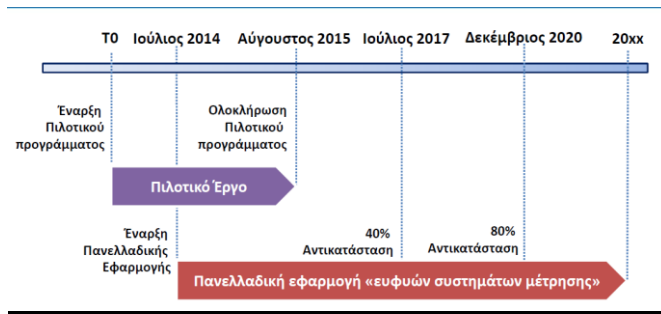 Τ0 Ιούλιος 2014 Αύγουστος 2015 Ιούλιος 2017 Δεκέμβριος 2020 20xx
Έναρξη
Πιλοτικού
προγράμματος
Ολοκλήρωση
Πιλοτικού
προγράμματος
Πιλοτικό Έργο
Έναρξη
Πανελλαδικής
Εφαρμογής
40%
Αντικατάσταση
80%
Αντικατάσταση
Πανελλαδική εφαρμογή «ευφυών συστημάτων μέτρησης»